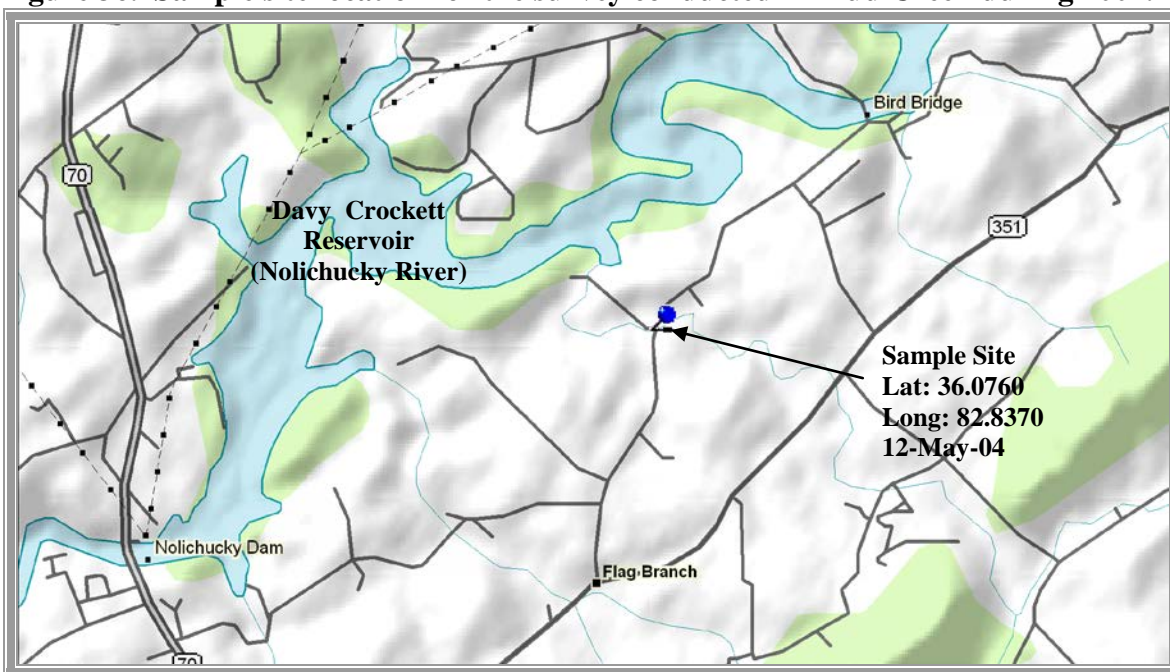 Bird Bridge
70
351
Davy Crockett
Reservoir
(Nolichucky River)
Sample Site
Lat: 36.0760
Long: 82.8370
12-May-04
Nolichucky Dam
Flag Branch
70